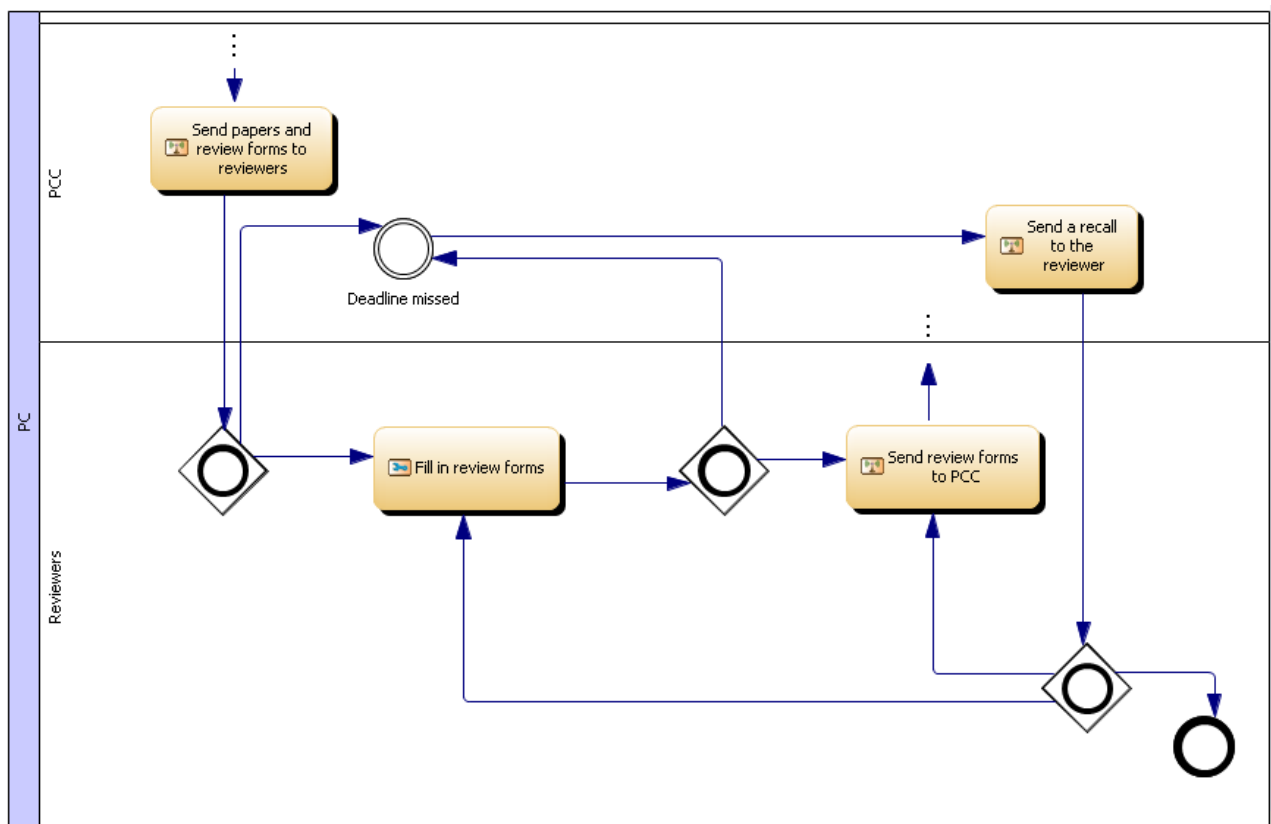 PC
PCC
Send papers and
review forms to
reviewers
Deadline missed
Send a recall
to the
reviewer
Reviewers
Fill in review forms
Send review forms
to PCC